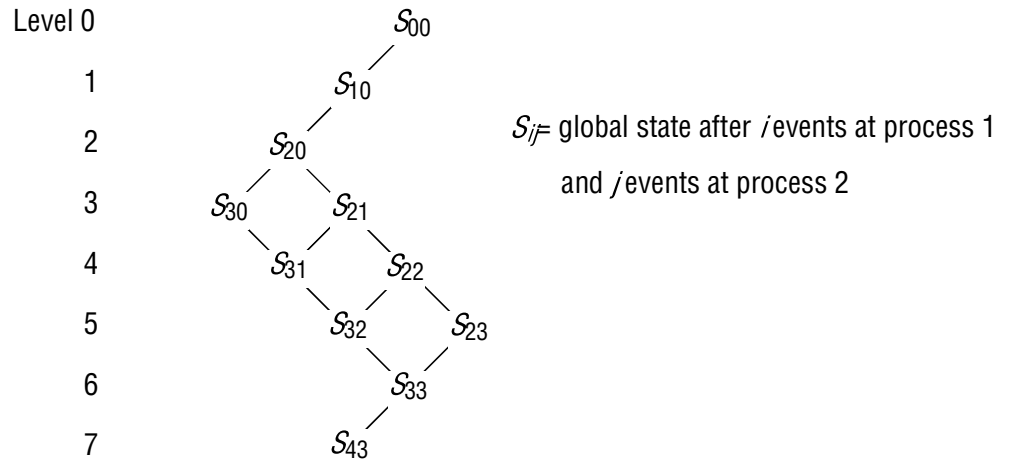 Level 0 S00
1 S10
Sij= global state after i events at process 1
2 S20
and j events at process 2
3 S30 S21
4 S31 S22
5 S32 S23
6 S33
7 S43